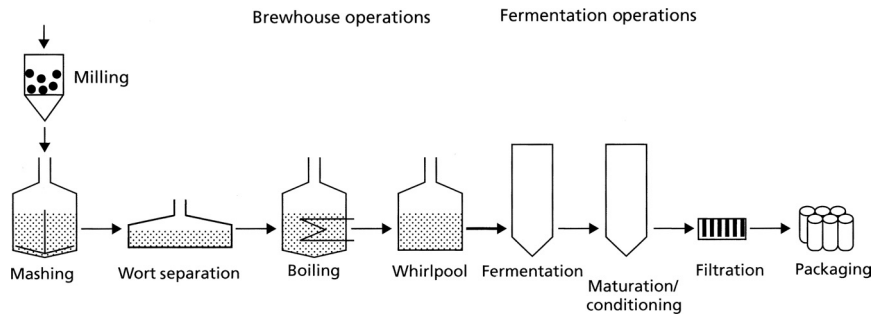 Brewhouse operations
Fermentation operations
Milling
Mashing
Wort separation
Boiling
Whirlpool
Fermentation
Maturation/
conditioning
Filtration
Packaging